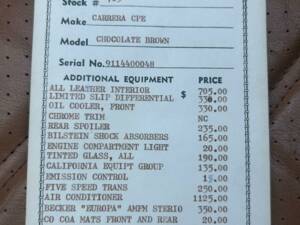 Stock #
Make CARRERA CPE
Model CHOCOLATE BROWN
Serial No. 9114400048
ADDITIONAL EQUIPMENT PRICE
ALL LEATHER INTERIOR $ 705.00
LIMITED SLIP DIFFERENTIAL 330.00
OIL COOLER, FRONT 330.00
CHROME TRIM NC
REAR SPOILER 235.00
BILSTEIN SHOCK ABSORBERS 165.00
ENGINE COMPARTMENT LIGHT 20.00
TINTED GLASS, ALL 190.00
CALIFORNIA EQUIPT GROUP 135.00
EMISSION CONTROL 15.00
FIVE SPEED TRANS 250.00
AIR CONDITIONER 1125.00
BECKER "EUROPA" AMFM STERIO 350.00
CO COA MATS FRONT AND REAR 20.00